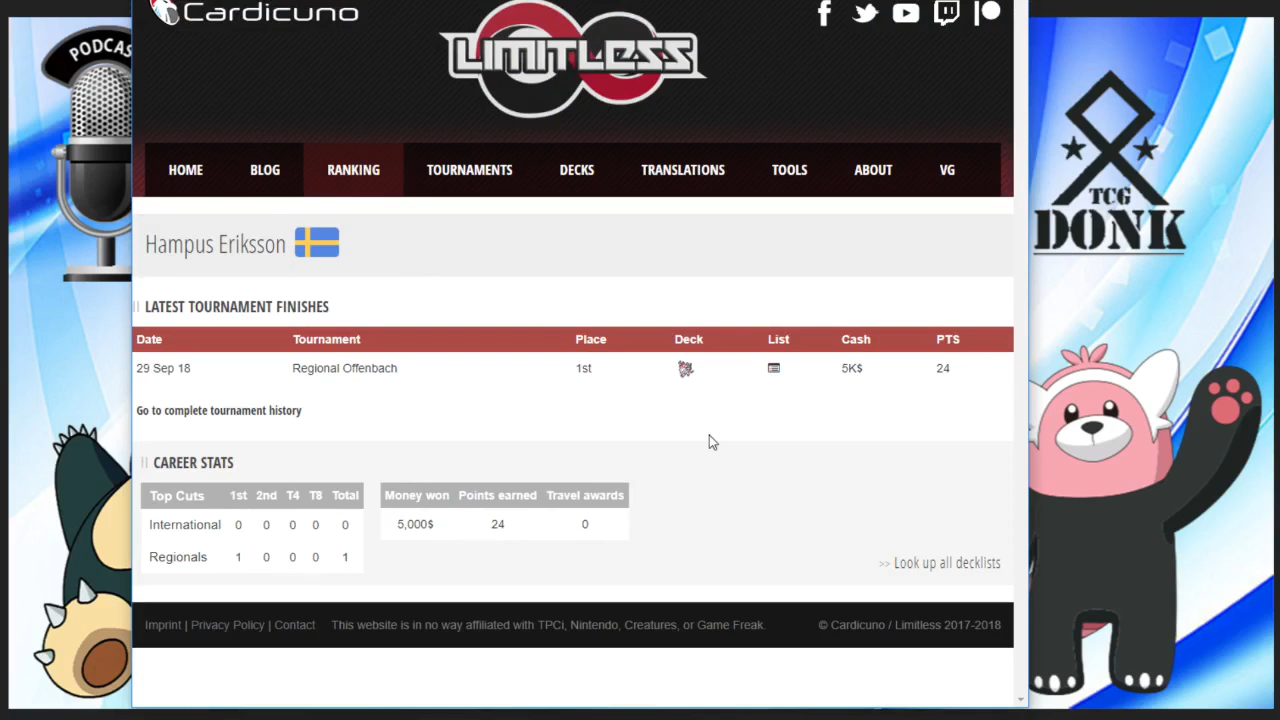 PODCAS
Cardicuno
LIMITLESS
HOME BLOG RANKING TOURNAMENTS DECKS TRANSLATIONS TOOLS ABOUT VG
TCG
DONK
Hampus Eriksson
LATEST TOURNAMENT FINISHES
Date Tournament Place Deck List Cash PTS
29 Sep 18 Regional Offenbach 1st 5K$ 24
Go to complete tournament history
CAREER STATS
Top Cuts 1st 2nd T4 T8 Total
International 0 0 0 0 0
Regionals 1 0 0 0 1
Money won Points earned Travel awards
5,000$ 24 0
>> Look up all decklists
Imprint | Privacy Policy | Contact This website is in no way affiliated with TPCi, Nintendo, Creatures, or Game Freak. © Cardicuno / Limitless 2017-2018